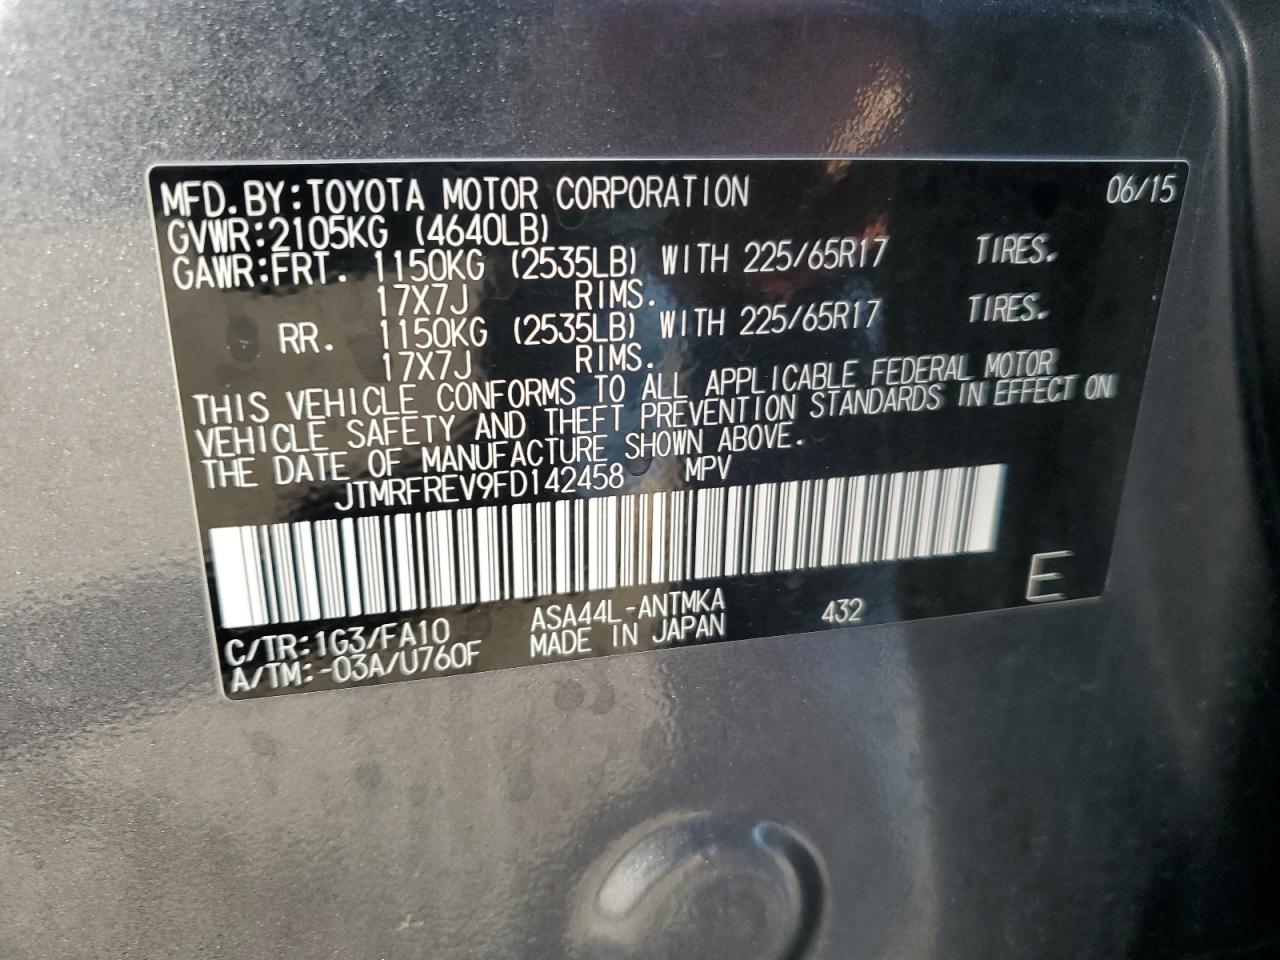 MFD.BY:TOYOTA MOTOR CORPORATION 06/15
GVWR:2105KG (4640LB)
GAWR:FRT. 1150KG (2535LB) WITH 225/65R17 TIRES.
17X7J RIMS.
RR. 1150KG (2535LB) WITH 225/65R17 TIRES.
17X7J RIMS.
THIS VEHICLE CONFORMS TO ALL APPLICABLE FEDERAL MOTOR
VEHICLE SAFETY AND THEFT PREVENTION STANDARDS IN EFFECT ON
THE DATE OF MANUFACTURE SHOWN ABOVE.
JTMRFREV9FD142458 MPV
E
C/TR:1G3/FA10 ASA44L-ANTMKA 432
A/TM:-03A/U760F MADE IN JAPAN